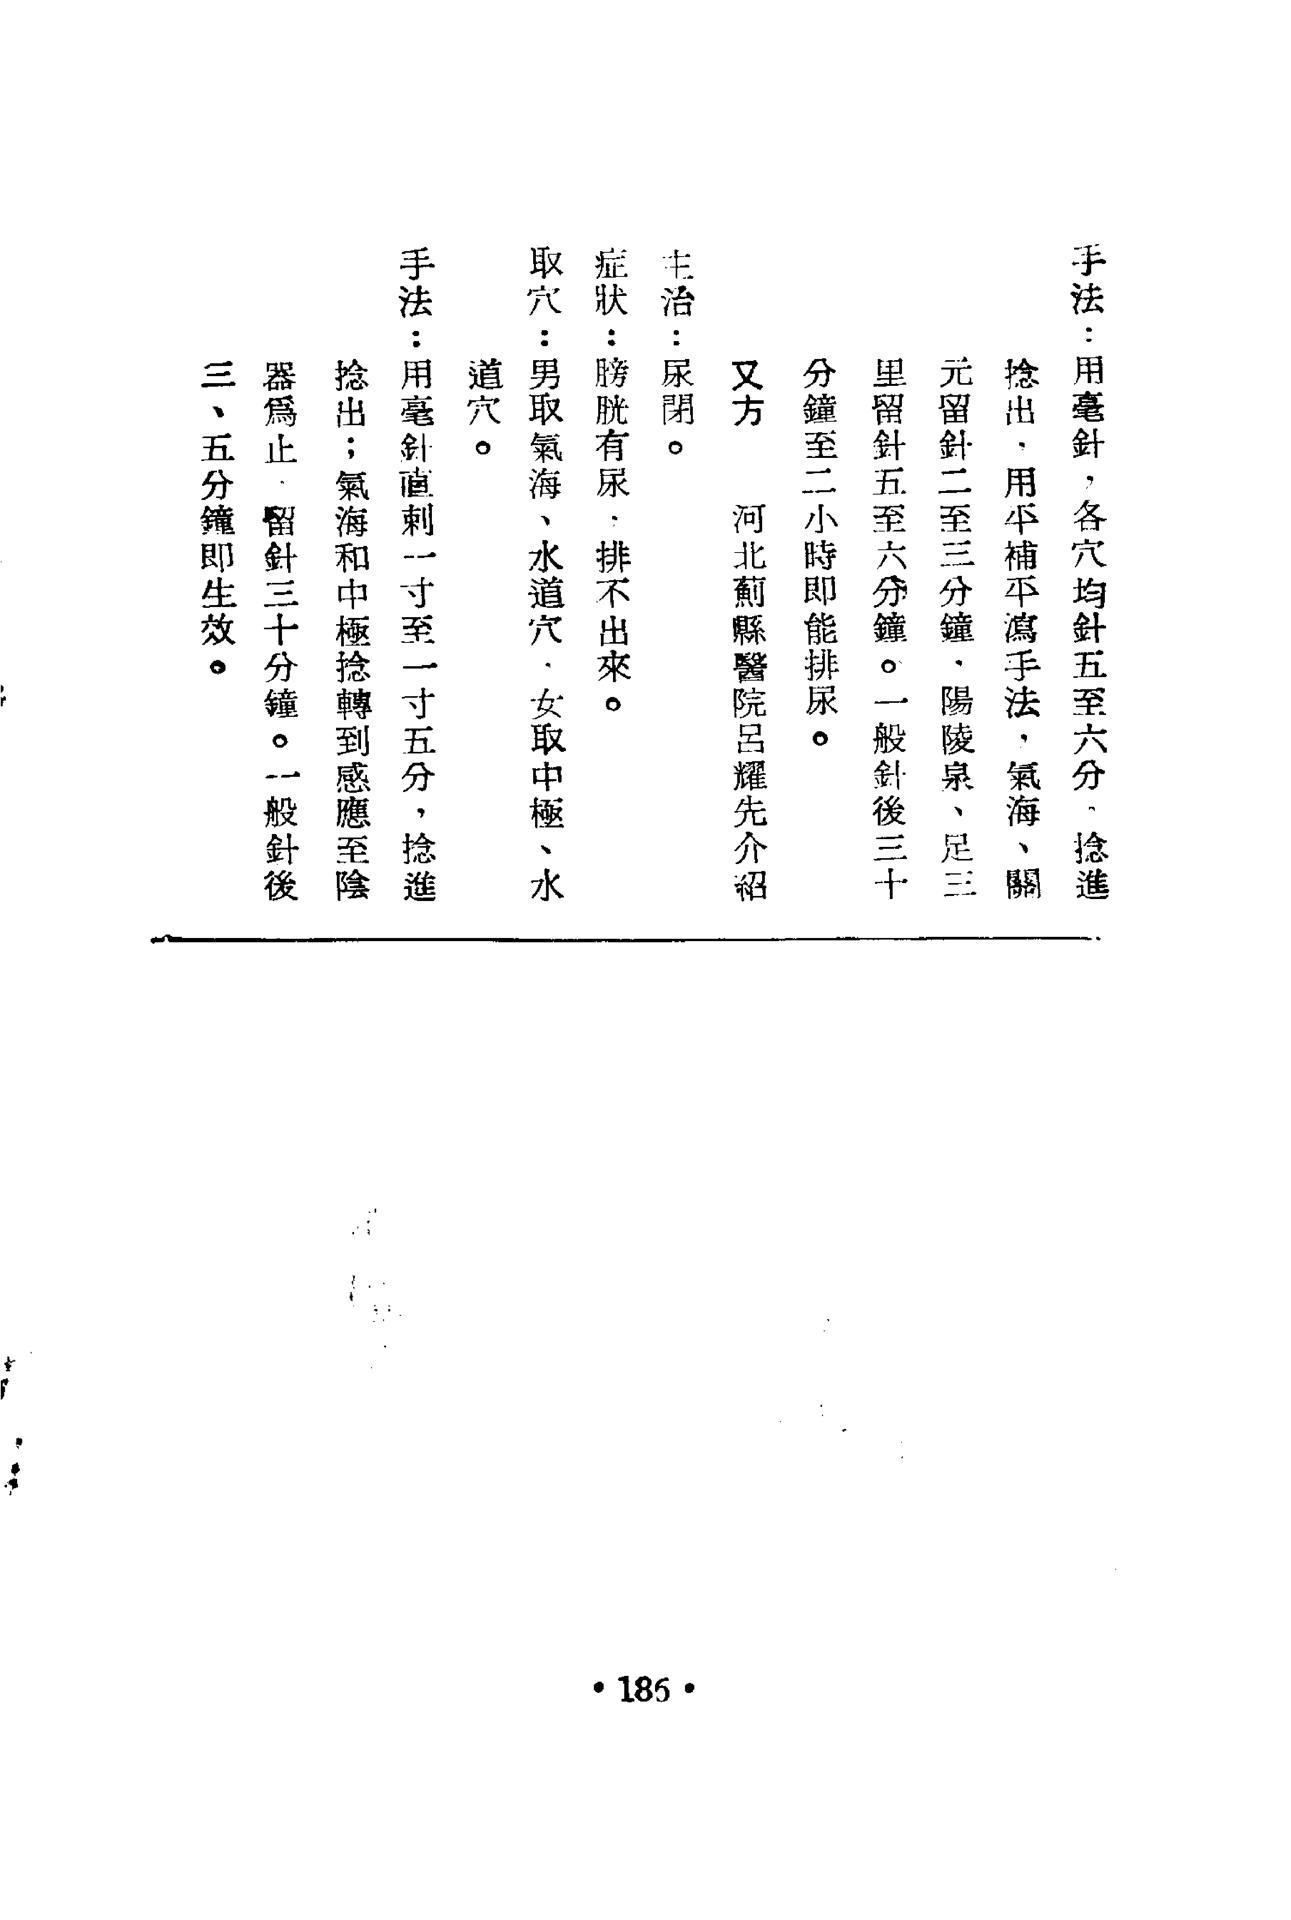 手法：用毫針，各穴均針五至六分，捻進
捻出，用平補平瀉手法，氣海、關
元留針二至三分鐘，陽陵泉、足三
里留針五至六分鐘。一般針後三十
分鐘至二小時即能排尿。
又方　　河北薊縣醫院呂耀先介紹
主治：尿閉。
症狀：膀胱有尿，排不出來。
取穴：男取氣海、水道穴，女取中極、水
道穴。
手法：用毫針直刺一寸至一寸五分，捻進
捻出；氣海和中極捻轉到感應至陰
器爲止，留針三十分鐘。一般針後
三、五分鐘即生效。
• 186 •